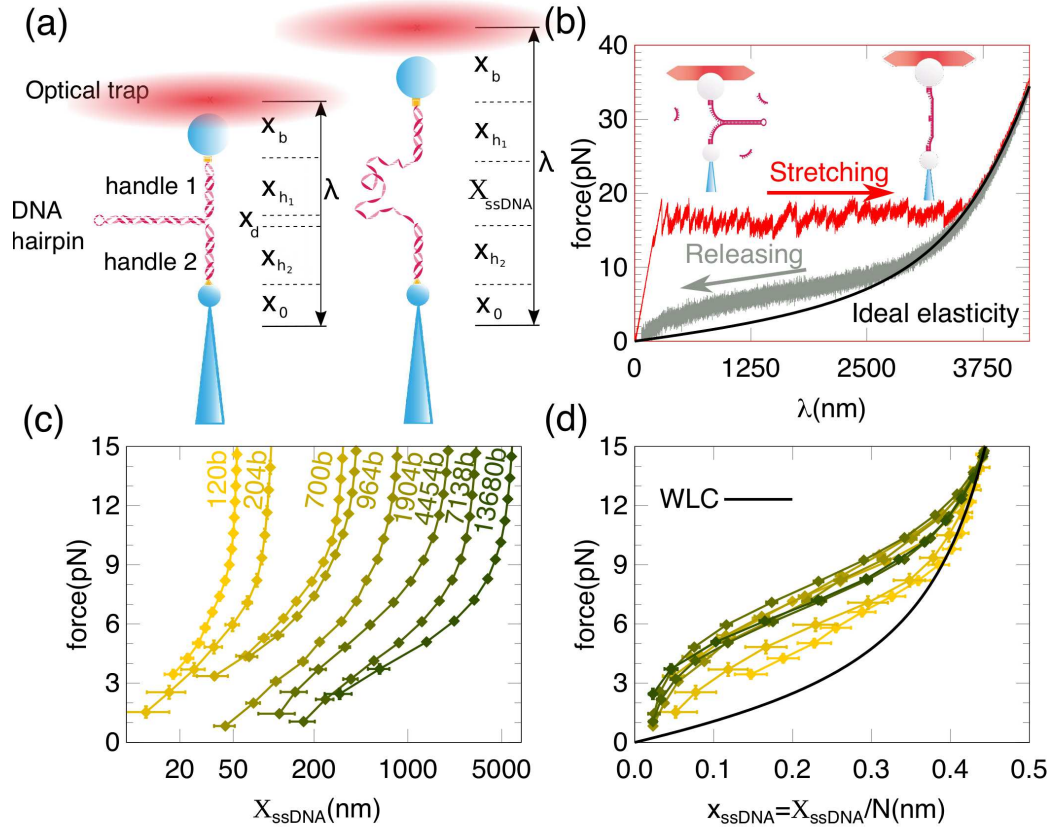 (a)
Optical trap
handle 1
DNA
hairpin
handle 2
x_b
x_h₁
x_d
x_h₂
x_0
λ
x_b
x_h₁
X_ssDNA
x_h₂
x_0
λ
(b)
force(pN)
40
30
20
10
0
Stretching
Releasing
Ideal elasticity
0 1250 2500 3750
λ(nm)
(c)
force(pN)
15
12
9
6
3
0
120b
204b
700b
964b
1904b
4454b
7138b
13680b
20 50 200 1000 5000
X_ssDNA(nm)
(d)
force(pN)
15
12
9
6
3
0
WLC
0.0 0.1 0.2 0.3 0.4 0.5
x_ssDNA=X_ssDNA/N(nm)